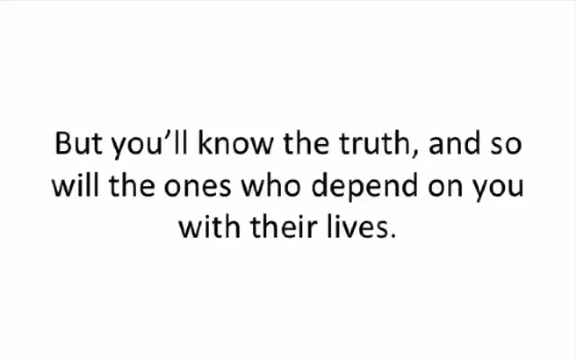 But you’ll know the truth, and so
will the ones who depend on you
with their lives.